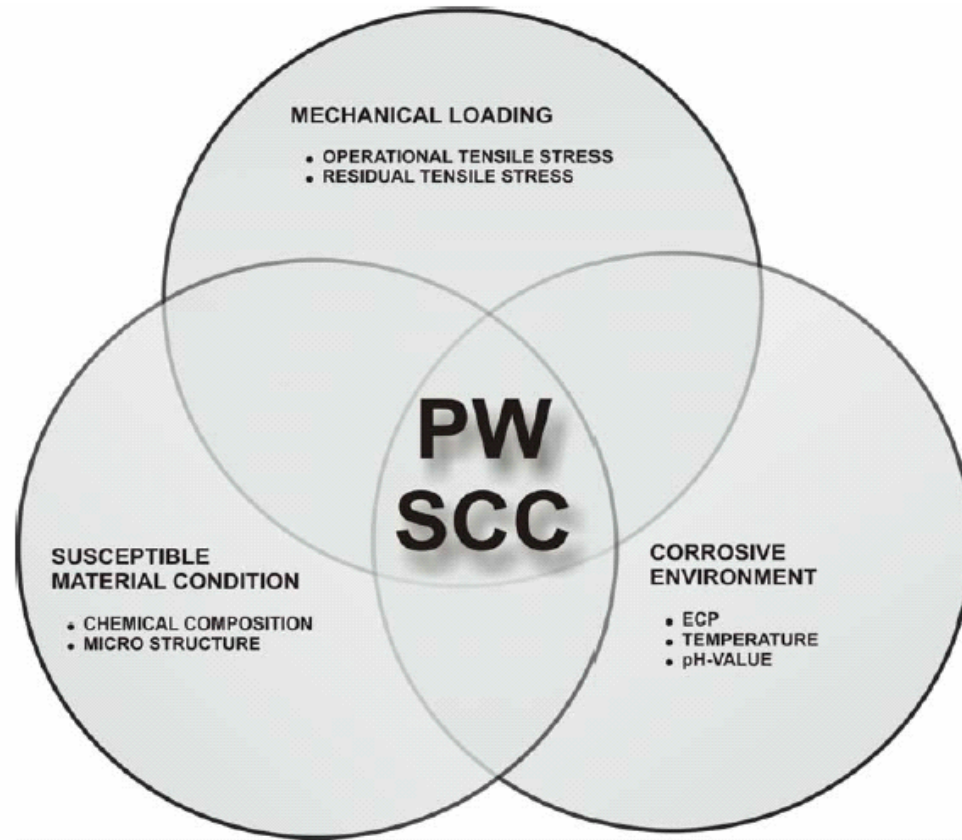 MECHANICAL LOADING
• OPERATIONAL TENSILE STRESS
• RESIDUAL TENSILE STRESS
PW
SCC
SUSCEPTIBLE
MATERIAL CONDITION
• CHEMICAL COMPOSITION
• MICRO STRUCTURE
CORROSIVE
ENVIRONMENT
• ECP
• TEMPERATURE
• pH-VALUE